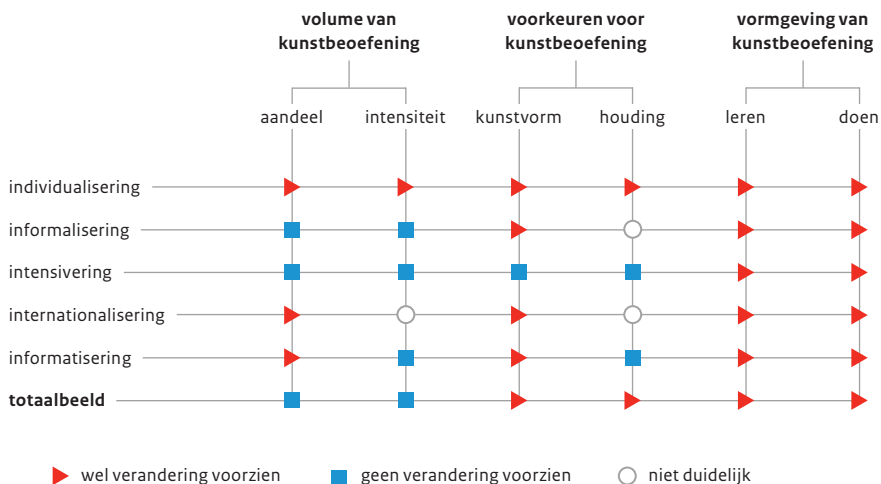 volume van
kunstbeoefening
voorkeuren voor
kunstbeoefening
vormgeving van
kunstbeoefening
aandeel
intensiteit
kunstvorm
houding
leren
doen
individualisering
informalisering
intensivering
internationalisering
informatisering
totaalbeeld
wel verandering voorzien
geen verandering voorzien
niet duidelijk